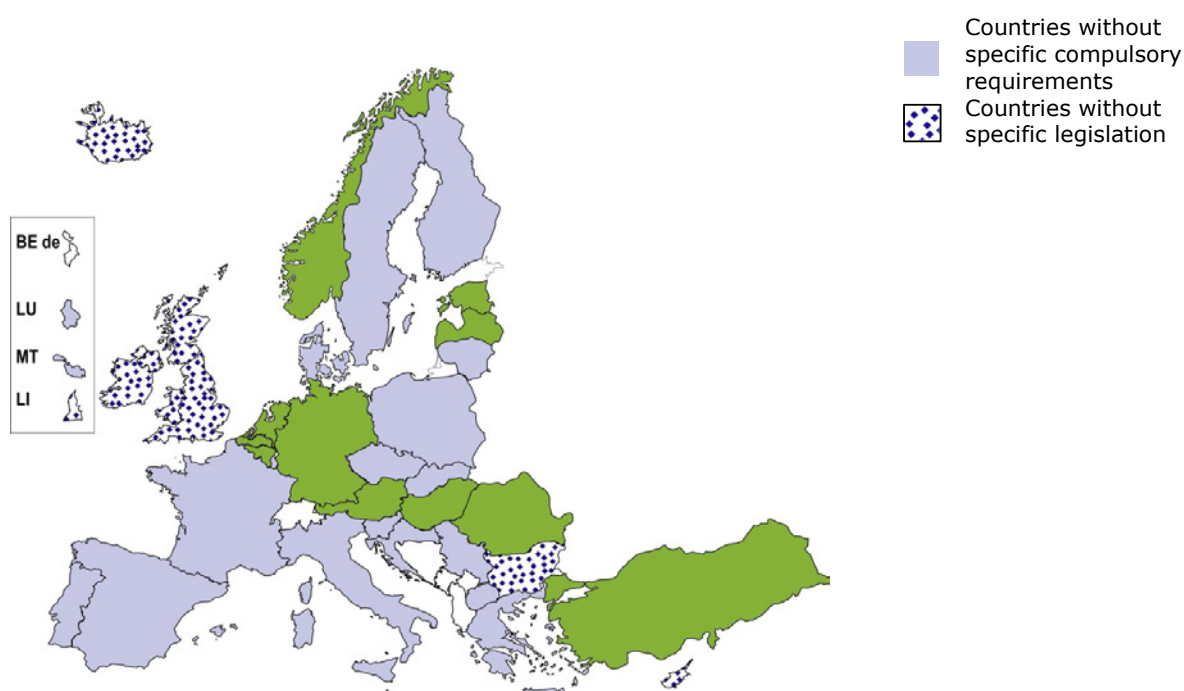 Countries without
specific compulsory
requirements
Countries without
specific legislation
BE de
LU
MT
LI